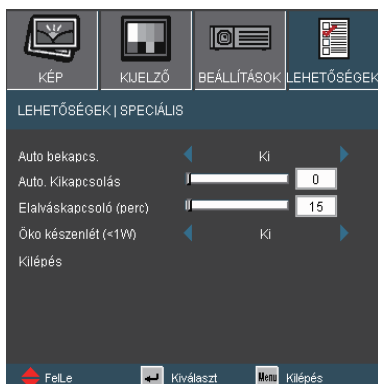 KÉP KIJELZŐ BEÁLLÍTÁSOK LEHETŐSÉGEK
LEHETŐSÉGEK | SPECIÁLIS
Auto bekapcs. Ki
Auto. Kikapcsolás 0
Elalváskapcsoló (perc) 15
Öko készenlét (<1W) Ki
Kilépés
FelLe Kiválaszt Menu Kilépés